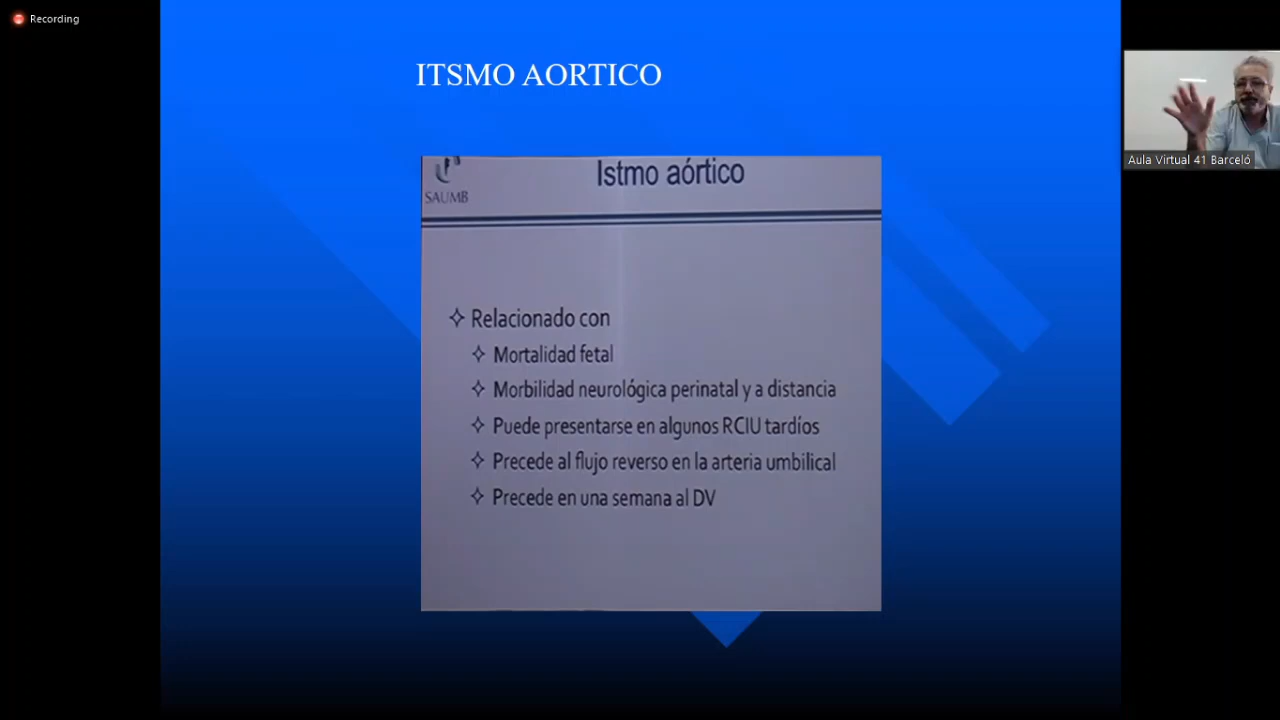 Recording
ITSMO AORTICO
Aula Virtual 41 Barceló
SAUMB
Istmo aórtico
Relacionado con
Mortalidad fetal
Morbilidad neurológica perinatal y a distancia
Puede presentarse en algunos RCIU tardíos
Precede al flujo reverso en la arteria umbilical
Precede en una semana al DV